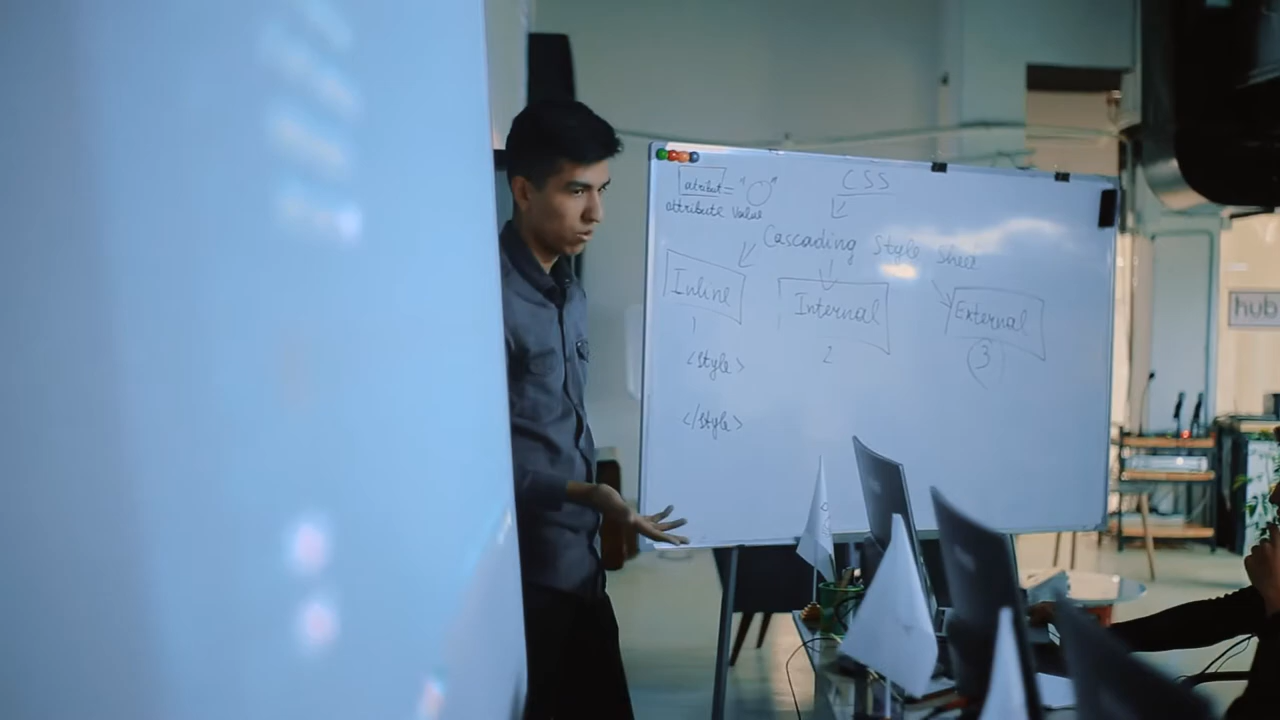 atribut = " "
attribute value
CSS
Cascading Style Sheet
Inline
Internal
External
1
2
3
<style>
</style>
hub